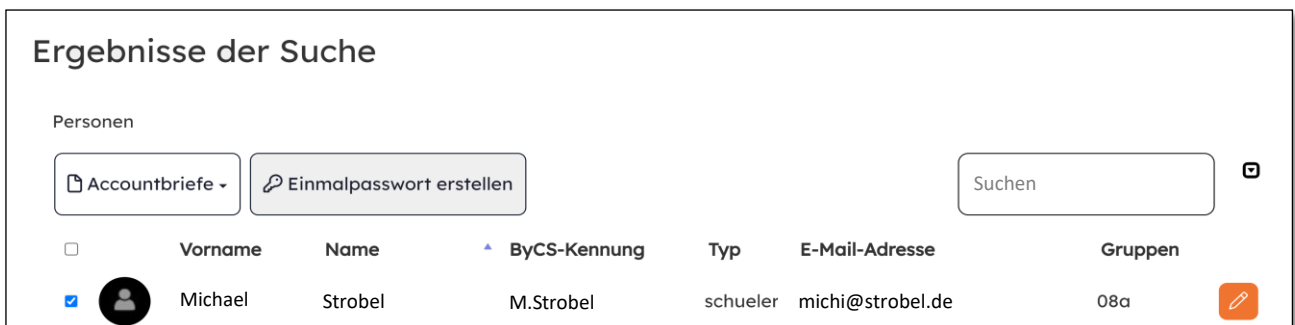 Ergebnisse der Suche
Personen
Accountbriefe Einmalpasswort erstellen Suchen
Vorname Name ByCS-Kennung Typ E-Mail-Adresse Gruppen
Michael Strobel M.Strobel schueler michi@strobel.de 08a